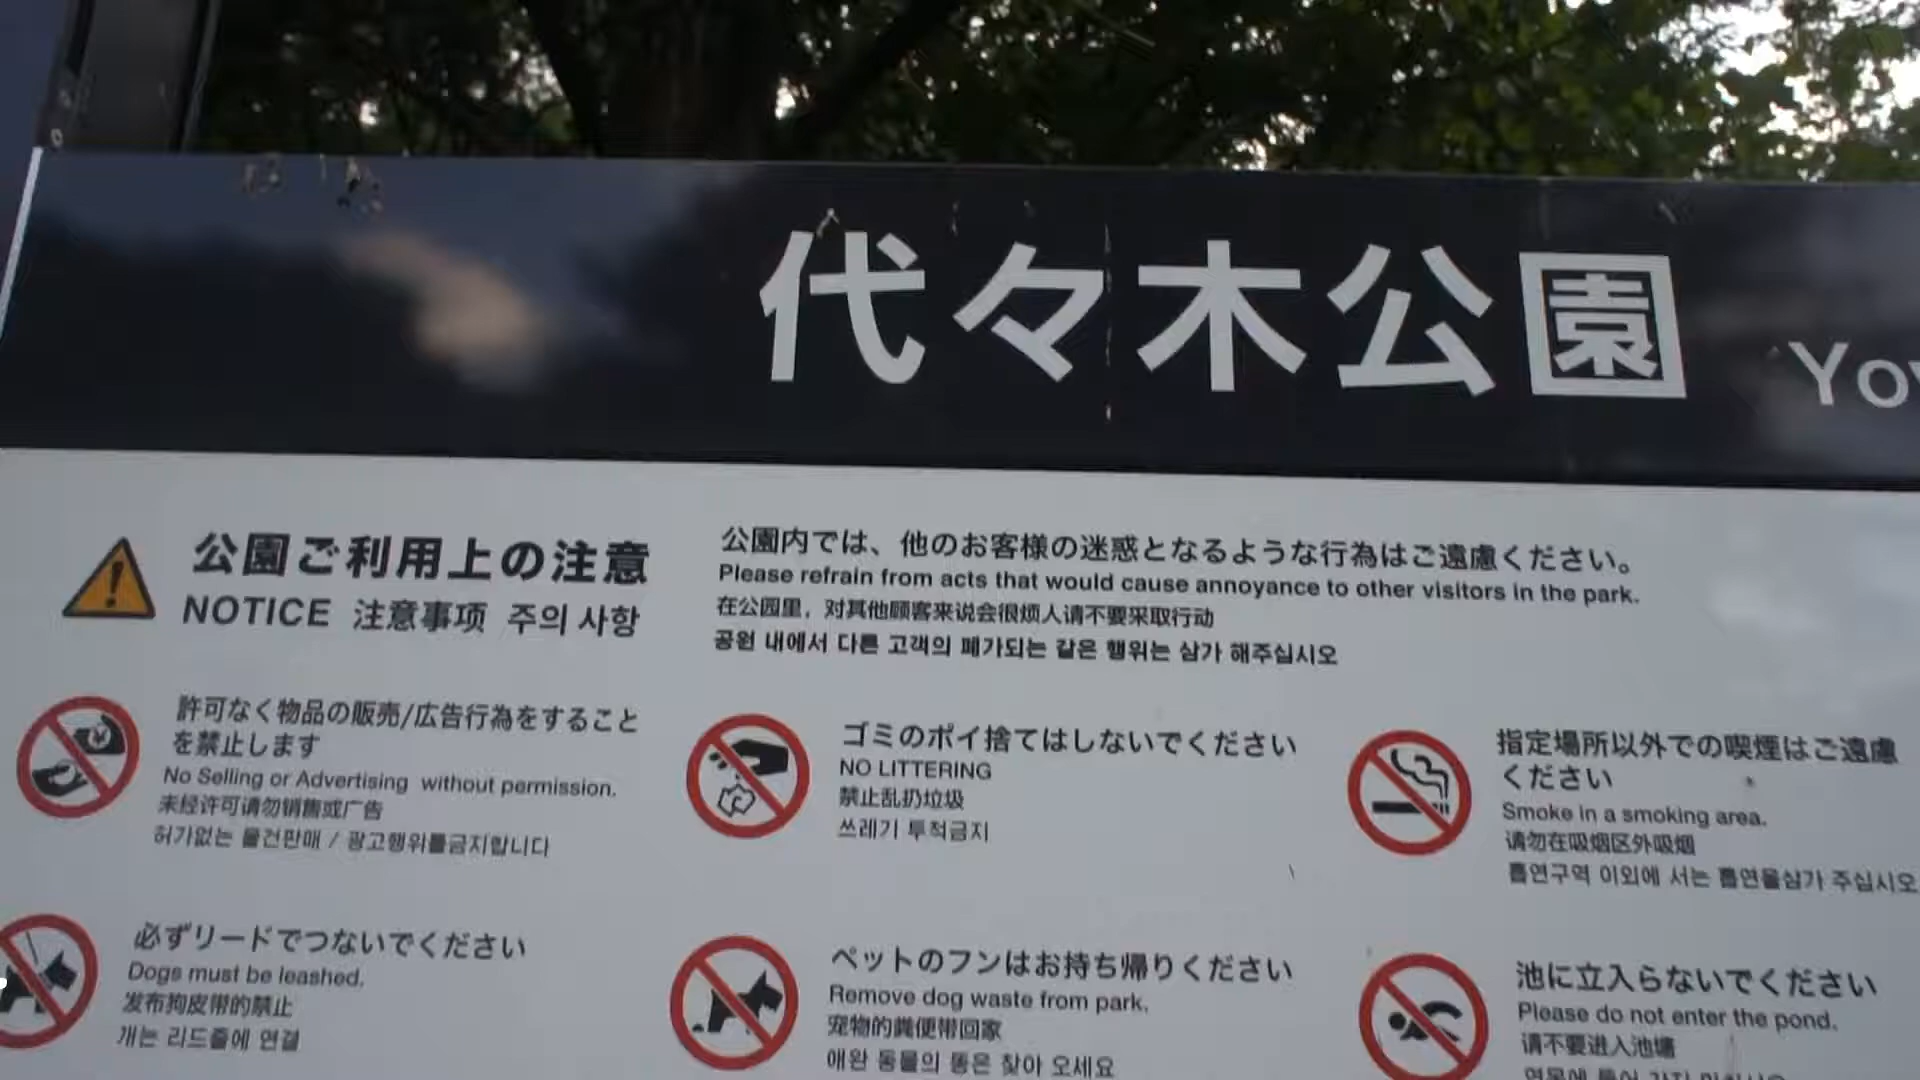 代々木公園
公園ご利用上の注意
NOTICE 注意事项 주의 사항
公園内では、他のお客様の迷惑となるような行為はご遠慮ください。
Please refrain from acts that would cause annoyance to other visitors in the park.
在公园里，对其他顾客来说会很烦人请不要采取行动
공원 내에서 다른 고객의 폐가되는 같은 행위는 삼가 해주십시오
許可なく物品の販売/広告行為をすること
を禁止します
No Selling or Advertising without permission.
未经许可请勿销售或广告
허가없는 물건판매 / 광고행위를금지합니다
ゴミのポイ捨てはしないでください
NO LITTERING
禁止乱扔垃圾
쓰레기 투척금지
指定場所以外での喫煙はご遠慮
ください
Smoke in a smoking area.
请勿在吸烟区外吸烟
흡연구역 이외에 서는 흡연을삼가 주십시오
必ずリードでつないでください
Dogs must be leashed.
发布狗皮带的禁止
개는 리드줄에 연결
ペットのフンはお持ち帰りください
Remove dog waste from park.
宠物的粪便带回家
애완 동물의 똥은 찾아 오세요
池に立入らないでください
Please do not enter the pond.
请不要进入池塘